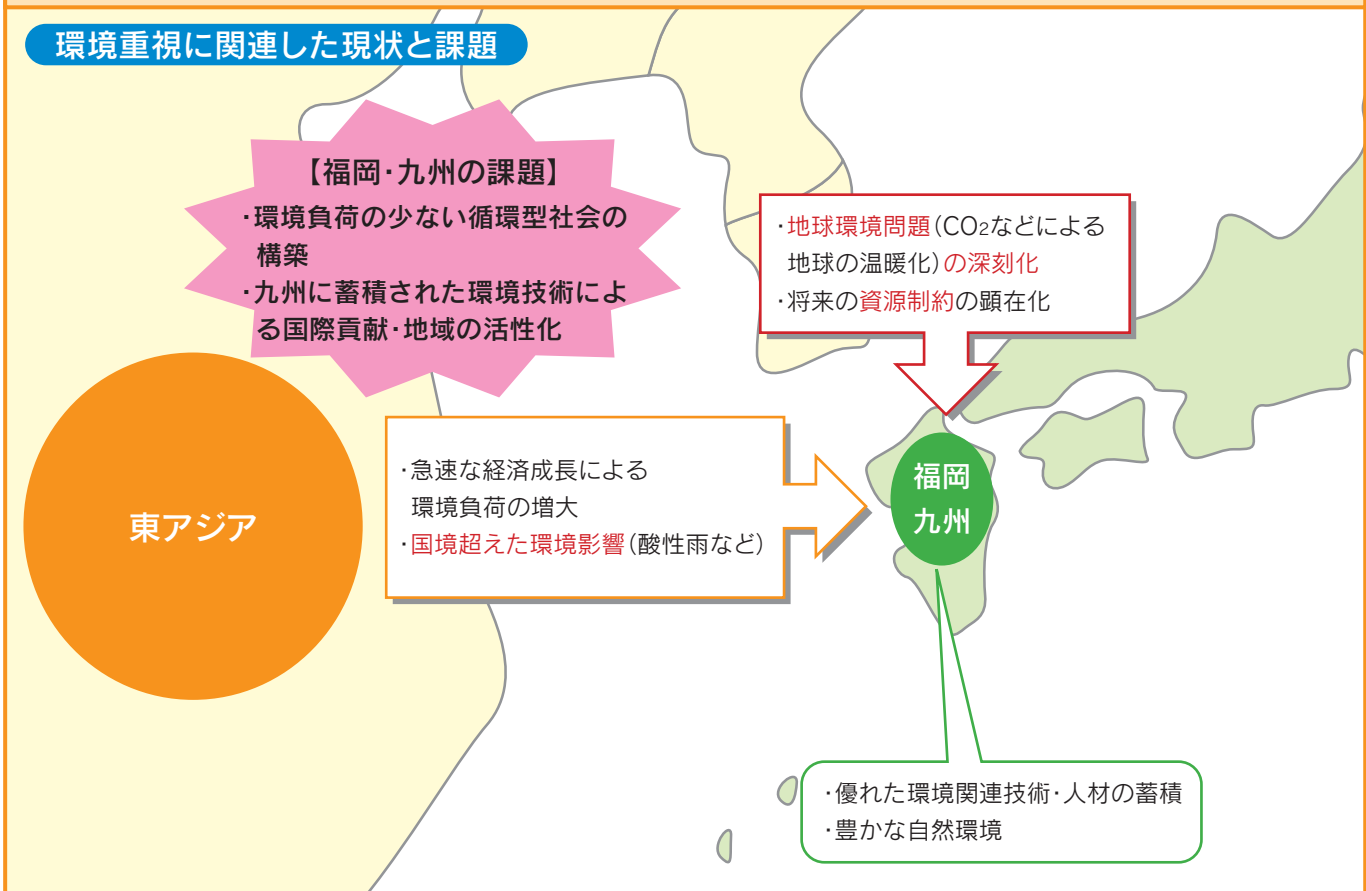 環境重視に関連した現状と課題
【福岡・九州の課題】
・環境負荷の少ない循環型社会の
構築
・九州に蓄積された環境技術によ
る国際貢献・地域の活性化
・地球環境問題(CO2などによる
地球の温暖化)の深刻化
・将来の資源制約の顕在化
・急速な経済成長による
環境負荷の増大
・国境超えた環境影響(酸性雨など)
東アジア
福岡
九州
・優れた環境関連技術・人材の蓄積
・豊かな自然環境